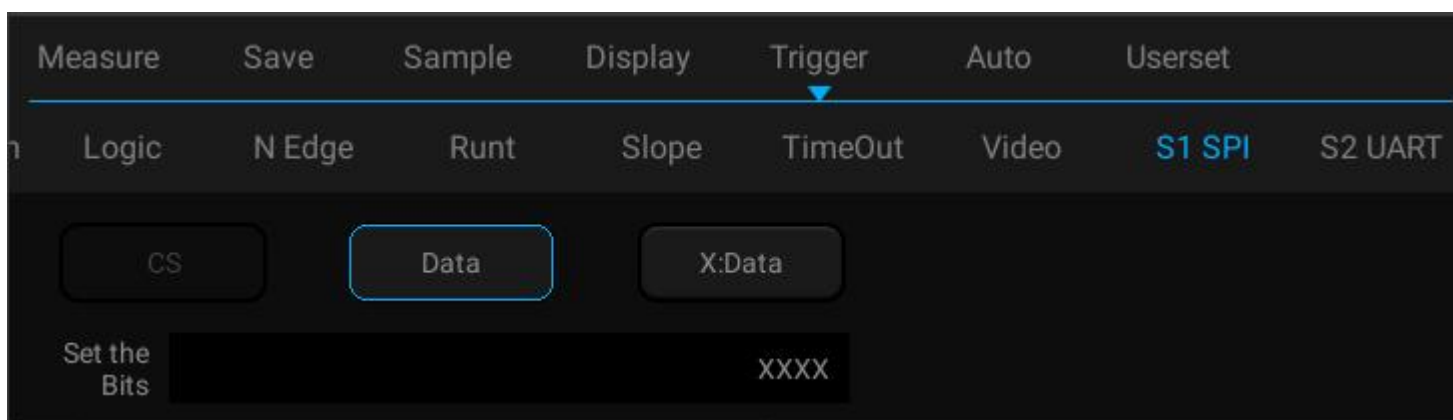 Measure Save Sample Display Trigger Auto Userset
Logic N Edge Runt Slope TimeOut Video S1 SPI S2 UART
CS Data X:Data
Set the
Bits
XXXX